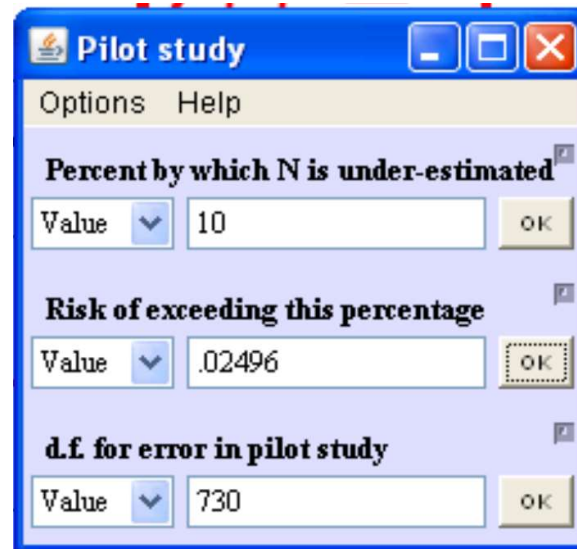 Pilot study
Options Help
Percent by which N is under-estimated
Value 10 OK
Risk of exceeding this percentage
Value .02496 OK
d.f. for error in pilot study
Value 730 OK